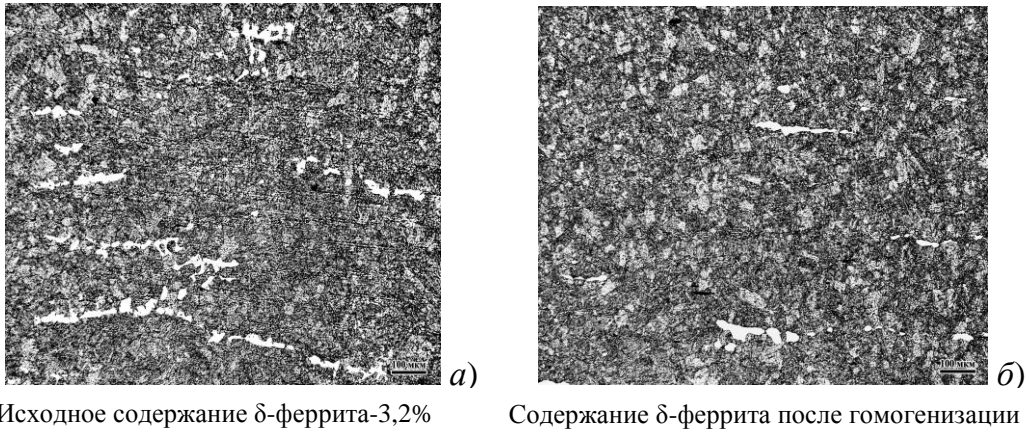 100 мкм
а)
100 мкм
б)
Исходное содержание δ-феррита-3,2%
Содержание δ-феррита после гомогенизации